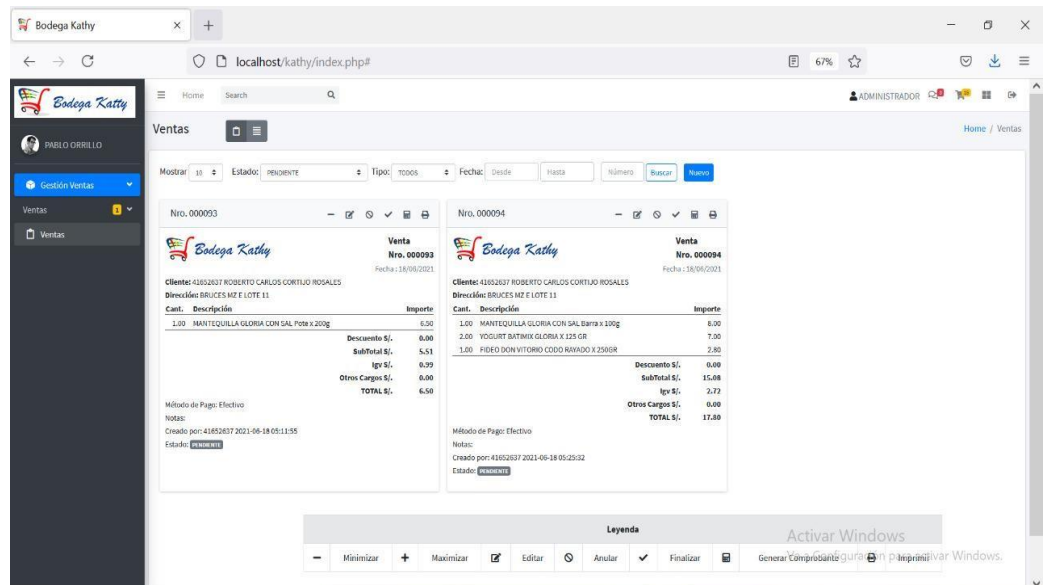 Bodega Kathy
localhost/kathy/index.php#
67%
Bodega Katty
Home Search
ADMINISTRADOR
PABLO ORRILLO
Ventas
Home / Ventas
Gestión Ventas
Ventas 1
Ventas
Mostrar 10 Estado: PENDIENTE Tipo: TODOS Fecha: Desde Hasta Número Buscar Nuevo
Nro. 000093
Bodega Kathy
Venta
Nro. 000093
Fecha : 18/06/2021
Cliente: 41652637 ROBERTO CARLOS CORTIJO ROSALES
Dirección: BRUCES MZ E LOTE 11
Cant. Descripción Importe
1.00 MANTEQUILLA GLORIA CON SAL Pote x 200g 6.50
Descuento S/. 0.00
SubTotal S/. 5.51
Igv S/. 0.99
Otros Cargos S/. 0.00
TOTAL S/. 6.50
Método de Pago: Efectivo
Notas:
Creado por: 41652637 2021-06-18 05:11:55
Estado: PENDIENTE
Nro. 000094
Bodega Kathy
Venta
Nro. 000094
Fecha : 18/06/2021
Cliente: 41652637 ROBERTO CARLOS CORTIJO ROSALES
Dirección: BRUCES MZ E LOTE 11
Cant. Descripción Importe
1.00 MANTEQUILLA GLORIA CON SAL Barra x 100g 8.00
2.00 YOGURT BATIMIX GLORIA X 125 GR 7.00
1.00 FIDEO DON VITORIO CODO RAYADO X 250GR 2.80
Descuento S/. 0.00
SubTotal S/. 15.08
Igv S/. 2.72
Otros Cargos S/. 0.00
TOTAL S/. 17.80
Método de Pago: Efectivo
Notas:
Creado por: 41652637 2021-06-18 05:25:32
Estado: PENDIENTE
Leyenda
Minimizar Maximizar Editar Anular Finalizar Generar Comprobante Imprimir
Activar Windows
Ve a Configuración para activar Windows.